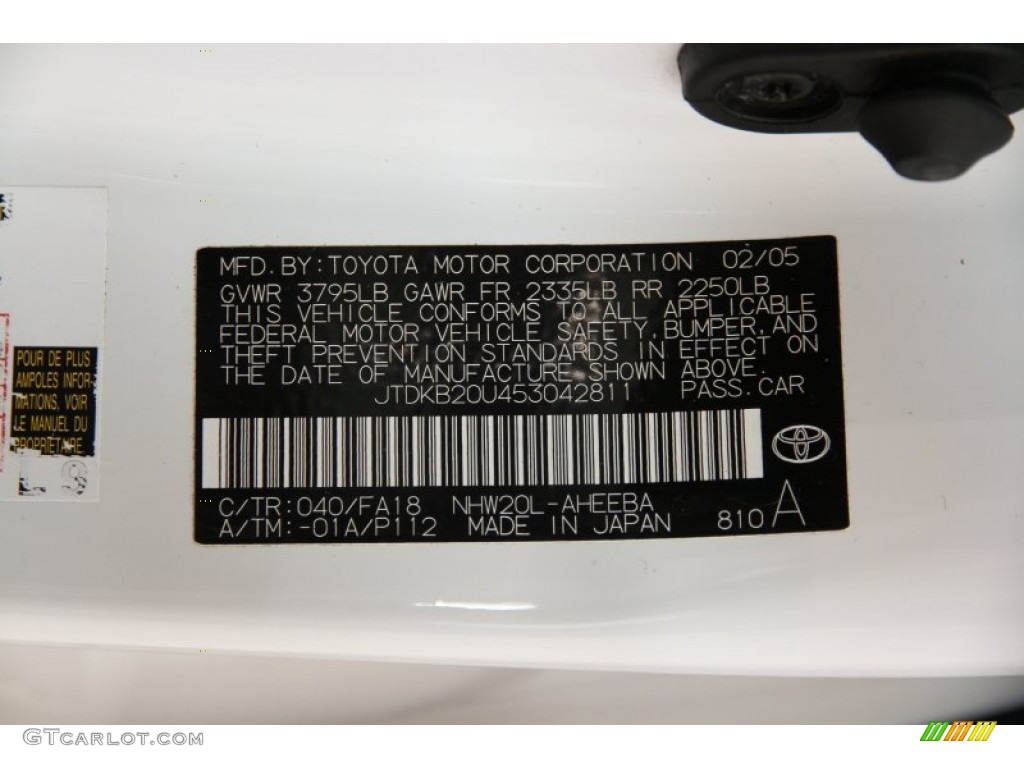 MFD. BY: TOYOTA MOTOR CORPORATION 02/05
GVWR 3795LB GAWR FR 2335LB RR 2250LB
THIS VEHICLE CONFORMS TO ALL APPLICABLE
FEDERAL MOTOR VEHICLE SAFETY, BUMPER, AND
THEFT PREVENTION STANDARDS IN EFFECT ON
THE DATE OF MANUFACTURE SHOWN ABOVE.
JTDKB20U453042811 PASS. CAR
C/TR: 040/FA18 NHW20L-AHEEBA
A/TM: -01A/P112 MADE IN JAPAN 810 A
POUR DE PLUS
AMPOLES INFOR-
MATIONS, VOIR
LE MANUEL DU
PROPRIÉTAIRE.
GTCARLOT.COM